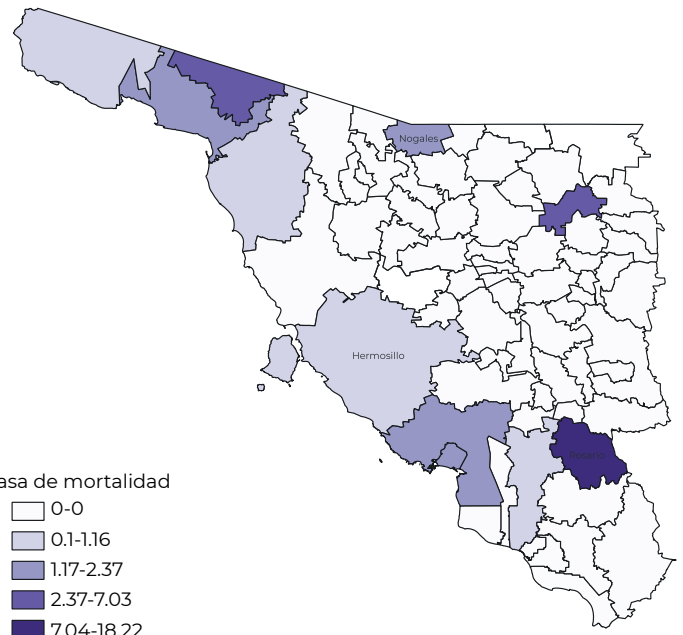 Nogales
Hermosillo
Rosario
asa de mortalidad
0-0
0.1-1.16
1.17-2.37
2.37-7.03
7.04-18.22